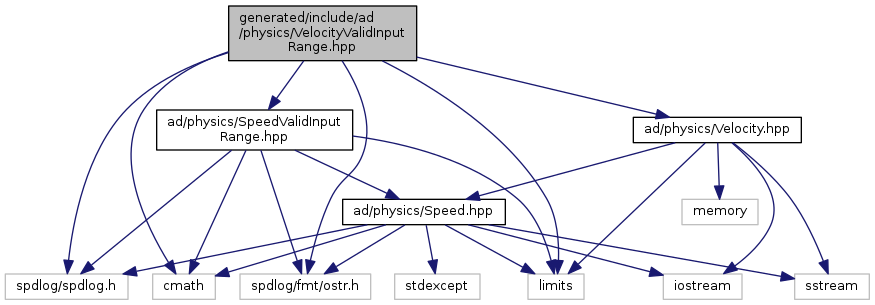 generated/include/ad
/physics/VelocityValidInput
Range.hpp
ad/physics/SpeedValidInput
Range.hpp
ad/physics/Velocity.hpp
ad/physics/Speed.hpp
memory
spdlog/spdlog.h
cmath
spdlog/fmt/ostr.h
stdexcept
limits
iostream
sstream